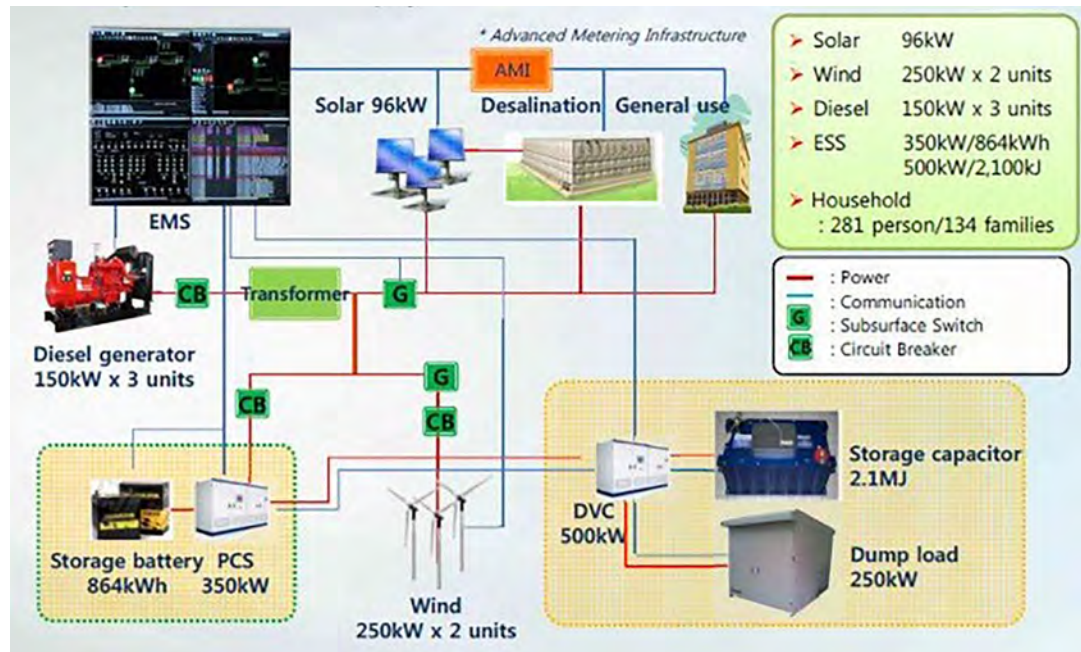 * Advanced Metering Infrastructure
AMI
Solar 96kW
Desalination
General use
EMS
CB
Transformer
G
Diesel generator
150kW x 3 units
G
CB
CB
Storage battery
864kWh
PCS
350kW
Wind
250kW x 2 units
DVC
500kW
Storage capacitor
2.1MJ
Dump load
250kW
➢ Solar 96kW
➢ Wind 250kW x 2 units
➢ Diesel 150kW x 3 units
➢ ESS 350kW/864kWh
500kW/2,100kJ
➢ Household
: 281 person/134 families
: Power
: Communication
G : Subsurface Switch
CB : Circuit Breaker